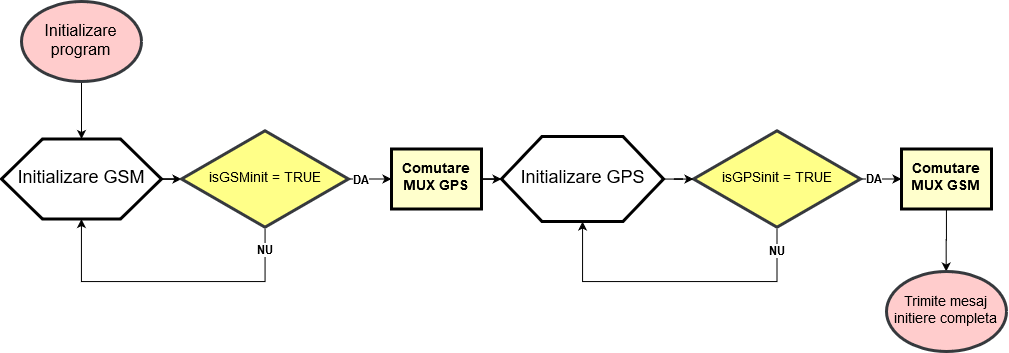 Initializare
program
Initializare GSM
isGSMinit = TRUE
DA
NU
Comutare
MUX GPS
Initializare GPS
isGPSinit = TRUE
DA
NU
Comutare
MUX GSM
Trimite mesaj
initiere completa